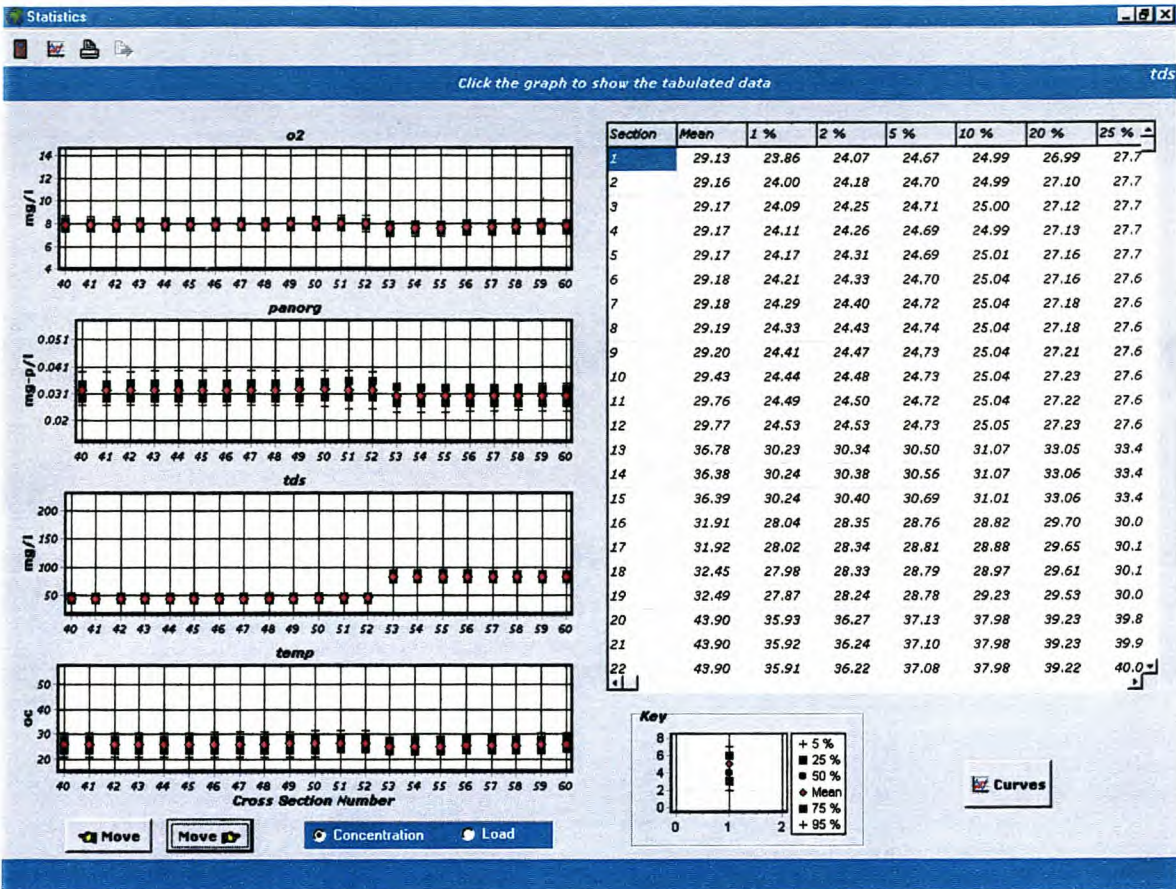 Statistics
Click the graph to show the tabulated data
tds
o2
mg/l
14
12
10
8
6
4
40 41 42 43 44 45 46 47 48 49 50 51 52 53 54 55 56 57 58 59 60
panorg
mg-p/l
0.051
0.041
0.031
0.02
40 41 42 43 44 45 46 47 48 49 50 51 52 53 54 55 56 57 58 59 60
tds
mg/l
200
150
100
50
40 41 42 43 44 45 46 47 48 49 50 51 52 53 54 55 56 57 58 59 60
temp
oc
50
40
30
20
40 41 42 43 44 45 46 47 48 49 50 51 52 53 54 55 56 57 58 59 60
Cross Section Number
Move
Move
Concentration
Load
Section Mean 1 % 2 % 5 % 10 % 20 % 25 %
1 29.13 23.86 24.07 24.67 24.99 26.99 27.7
2 29.16 24.00 24.18 24.70 24.99 27.10 27.7
3 29.17 24.09 24.25 24.71 25.00 27.12 27.7
4 29.17 24.11 24.26 24.69 24.99 27.13 27.7
5 29.17 24.17 24.31 24.69 25.01 27.16 27.7
6 29.18 24.21 24.33 24.70 25.04 27.16 27.6
7 29.18 24.29 24.40 24.72 25.04 27.18 27.6
8 29.19 24.33 24.43 24.74 25.04 27.18 27.6
9 29.20 24.41 24.47 24.73 25.04 27.21 27.6
10 29.43 24.44 24.48 24.73 25.04 27.23 27.6
11 29.76 24.49 24.50 24.72 25.04 27.22 27.6
12 29.77 24.53 24.53 24.73 25.05 27.23 27.6
13 36.78 30.23 30.34 30.50 31.07 33.05 33.4
14 36.38 30.24 30.38 30.56 31.07 33.06 33.4
15 36.39 30.24 30.40 30.69 31.01 33.06 33.4
16 31.91 28.04 28.35 28.76 28.82 29.70 30.0
17 31.92 28.02 28.34 28.81 28.88 29.65 30.1
18 32.45 27.98 28.33 28.79 28.97 29.61 30.1
19 32.49 27.87 28.24 28.78 29.23 29.53 30.0
20 43.90 35.93 36.27 37.13 37.98 39.23 39.8
21 43.90 35.92 36.24 37.10 37.98 39.23 39.9
22 43.90 35.91 36.22 37.08 37.98 39.22 40.0
Key
8
6
4
2
0
0 1 2
5 %
25 %
50 %
Mean
75 %
95 %
Curves